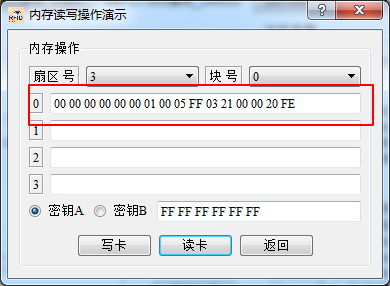 RFID 内存读写操作演示
内存操作
扇区号 3 块号 0
0 00 00 00 00 00 00 01 00 05 FF 03 21 00 00 20 FE
1
2
3
密钥A 密钥B FF FF FF FF FF FF
写卡 读卡 返回